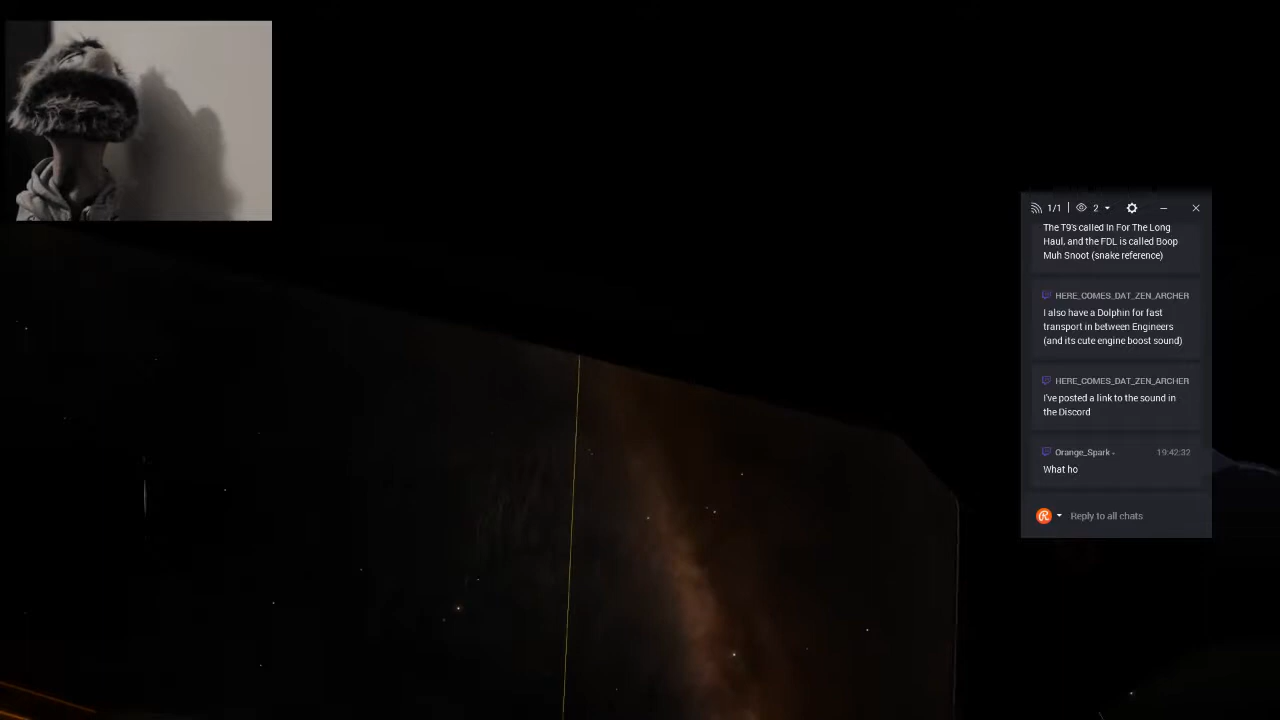 1/1 2
The T9's called In For The Long
Haul, and the FDL is called Boop
Muh Snoot (snake reference)
HERE_COMES_DAT_ZEN_ARCHER
I also have a Dolphin for fast
transport in between Engineers
(and its cute engine boost sound)
HERE_COMES_DAT_ZEN_ARCHER
I've posted a link to the sound in
the Discord
Orange_Spark - 19:42:32
What ho
Reply to all chats